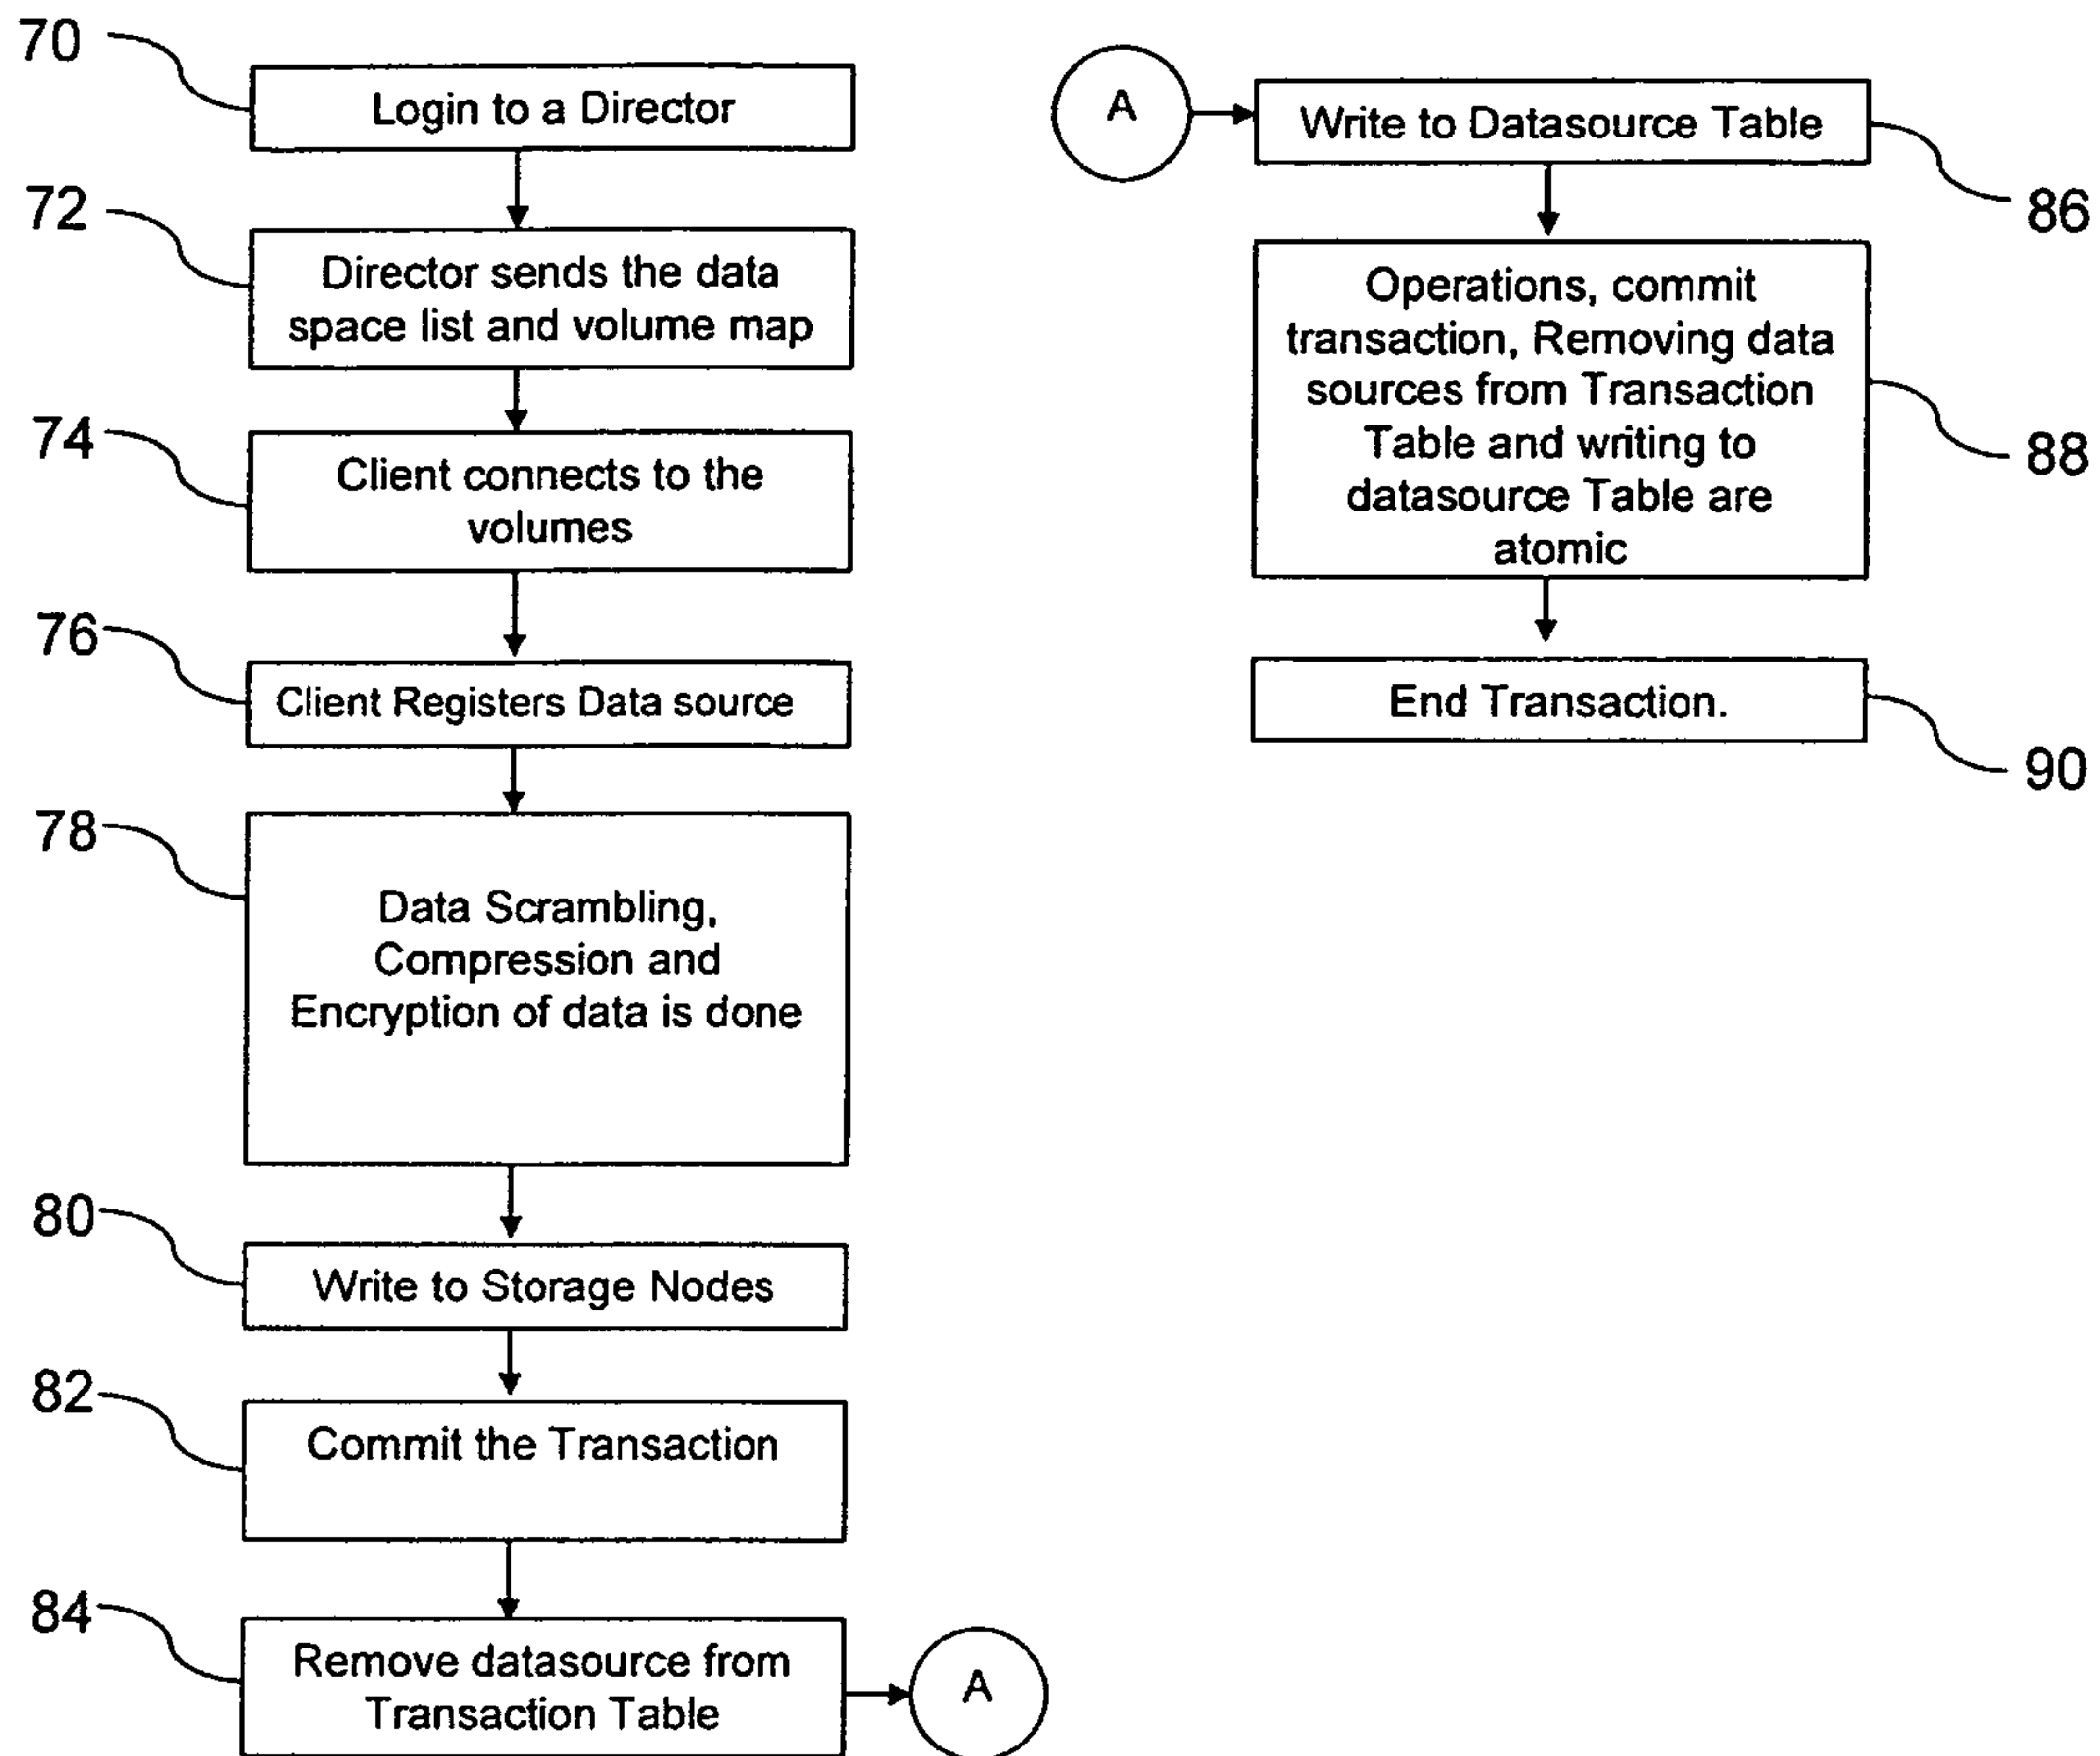 70
Login to a Director
72
Director sends the data
space list and volume map
74
Client connects to the
volumes
76
Client Registers Data source
78
Data Scrambling,
Compression and
Encryption of data is done
80
Write to Storage Nodes
82
Commit the Transaction
84
Remove datasource from
Transaction Table
A
A
Write to Datasource Table
86
Operations, commit
transaction, Removing data
sources from Transaction
Table and writing to
datasource Table are
atomic
88
End Transaction.
90